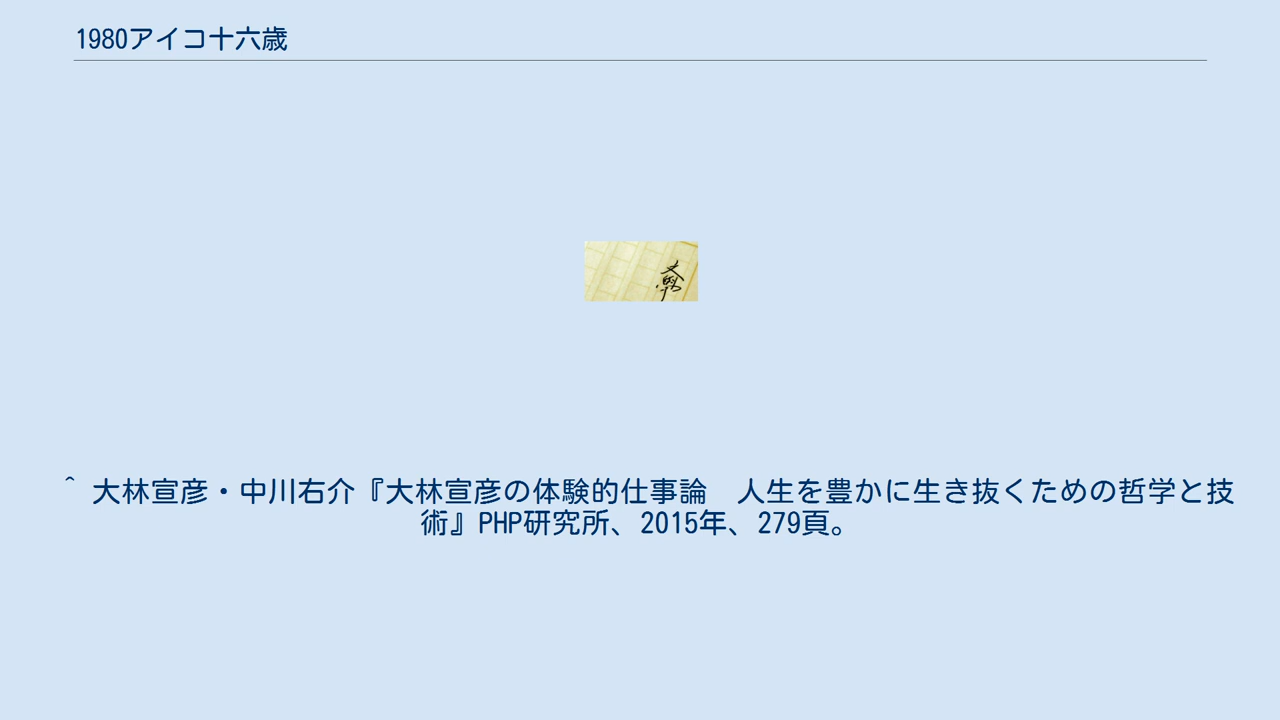 1980アイコ十六歳
^ 大林宣彦・中川右介『大林宣彦の体験的仕事論　人生を豊かに生き抜くための哲学と技
術』PHP研究所、2015年、279頁。